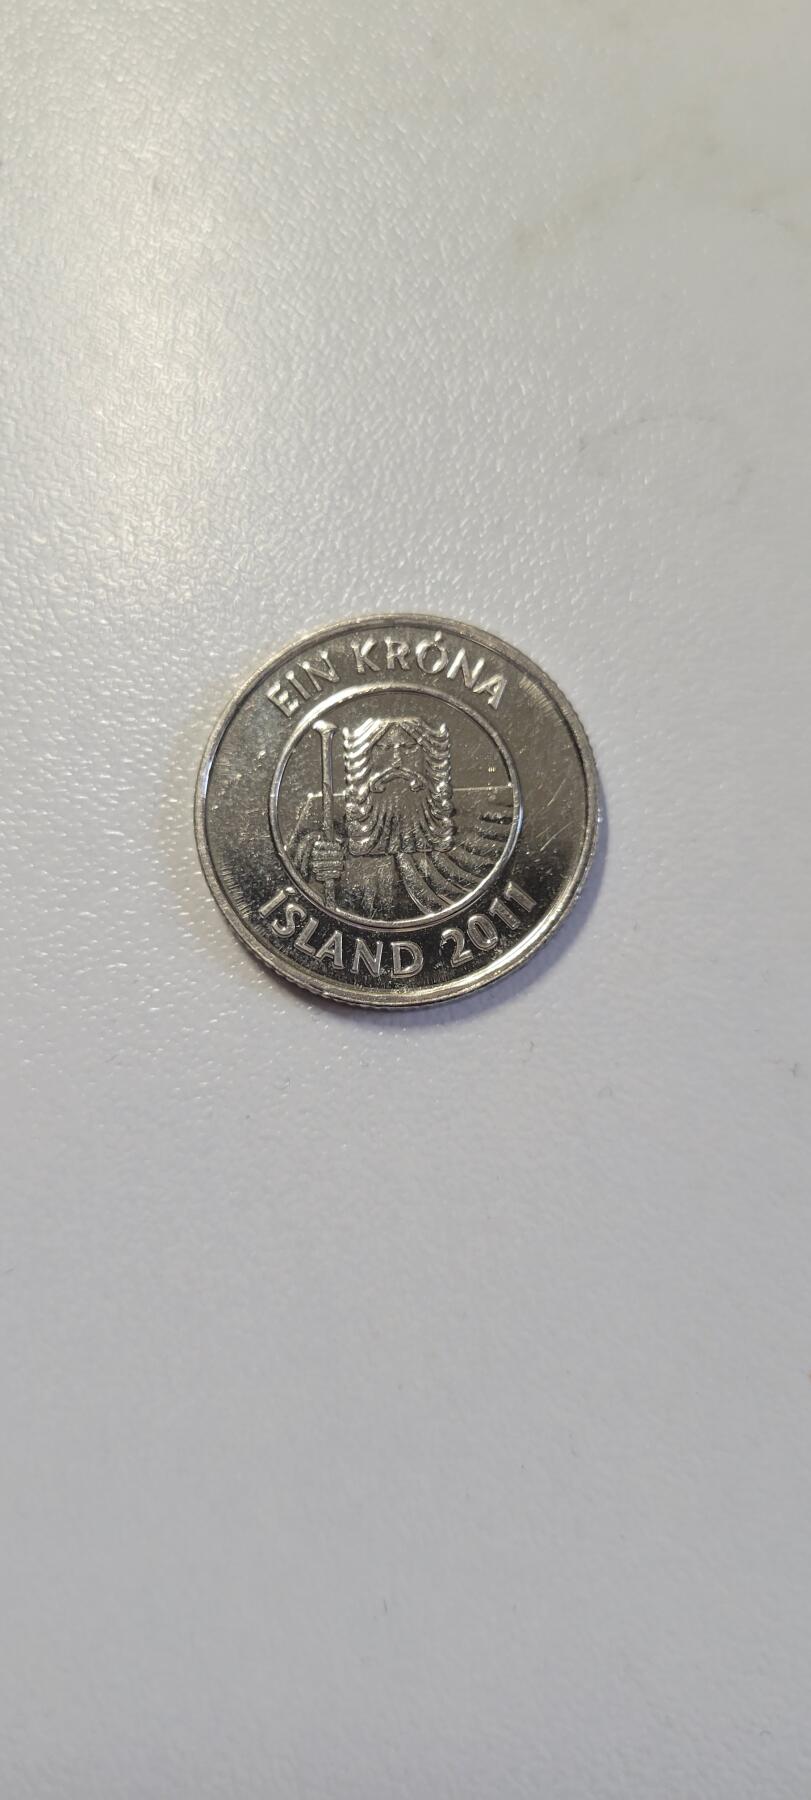 EIN KRÓNA
ÍSLAND 2011